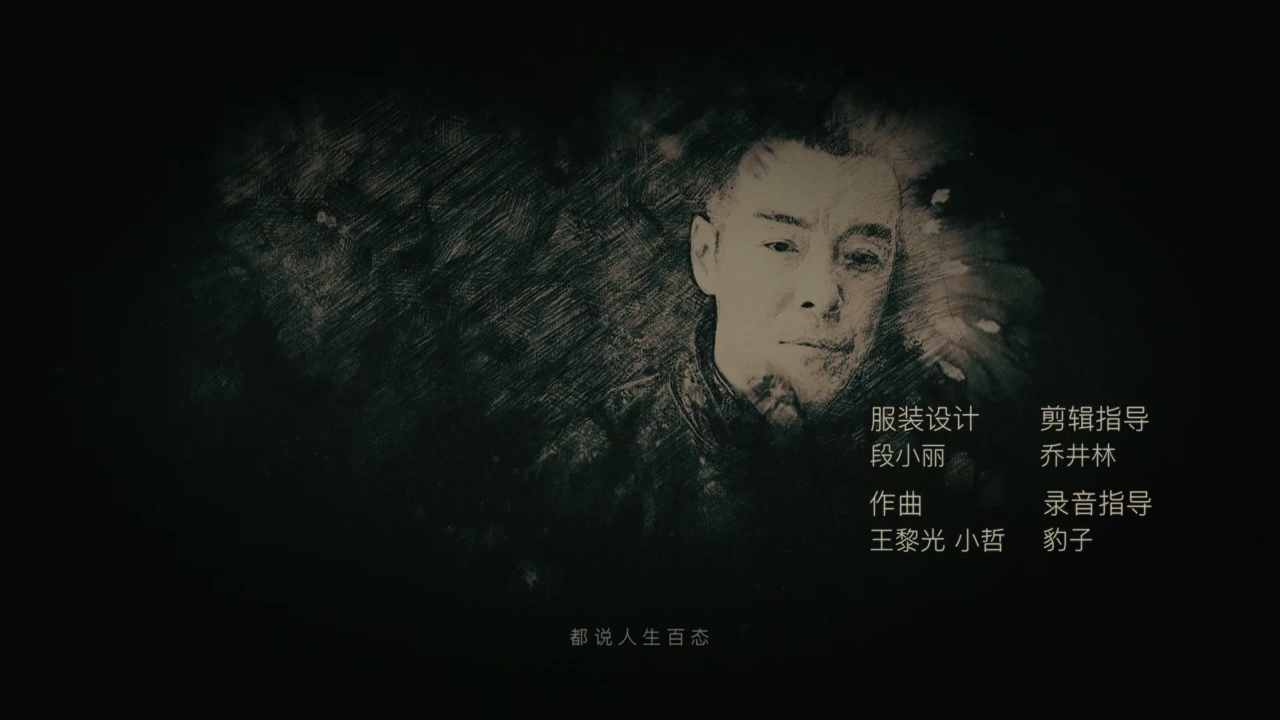 服装设计
段小丽
剪辑指导
乔井林
作曲
王黎光 小哲
录音指导
豹子
都说人生百态